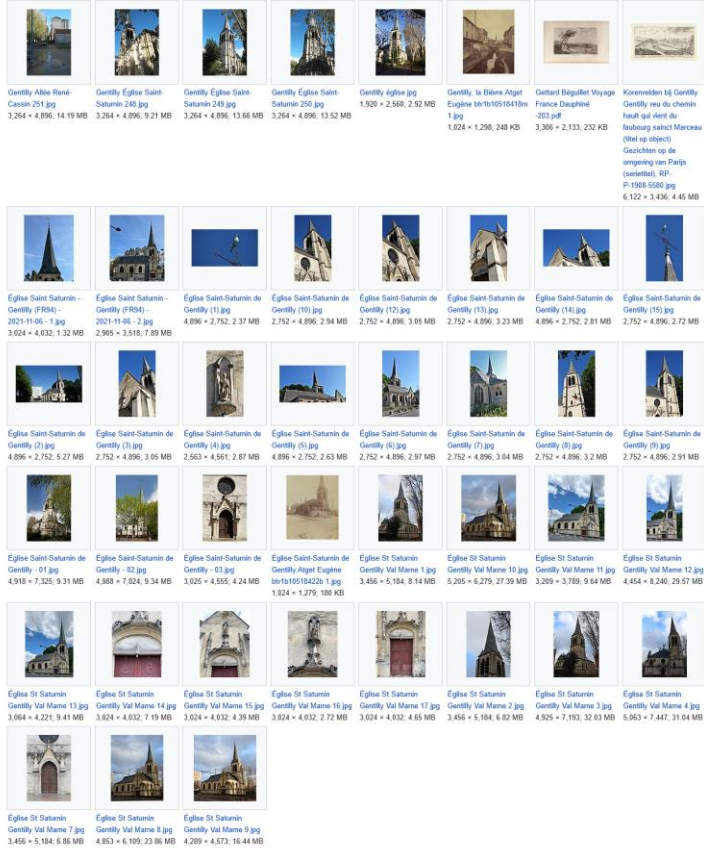 Gentilly Allée René-
Cassin 251.jpg
3,264 × 4,896; 14.19 MB
Gentilly Église Saint-
Saturnin 248.jpg
3,264 × 4,896; 9.21 MB
Gentilly Église Saint-
Saturnin 249.jpg
3,264 × 4,896; 13.66 MB
Gentilly Église Saint-
Saturnin 250.jpg
3,264 × 4,896; 13.52 MB
Gentilly église.jpg
1,920 × 2,560; 2.92 MB
Gentilly, la Bièvre Atget
Eugène btv1b10518418m
1.jpg
1,024 × 1,298; 248 KB
Gettard Béguillet Voyage
France Dauphiné
-203.pdf
3,306 × 2,133; 232 KB
Korenvelden bij Gentilly
Gentilly veu du chemin
hault qui vient du
faubourg sainct Marceau
(titel op object)
Gezichten op de
omgeving van Parijs
(serietitel), RP-
P-1908-5580.jpg
6,122 × 3,436; 4.45 MB
Église Saint Saturnin -
Gentilly (FR94) -
2021-11-06 - 1.jpg
3,024 × 4,032; 1.32 MB
Église Saint Saturnin -
Gentilly (FR94) -
2021-11-06 - 2.jpg
2,905 × 3,518; 7.89 MB
Église Saint-Saturnin de
Gentilly (1).jpg
4,896 × 2,752; 2.37 MB
Église Saint-Saturnin de
Gentilly (10).jpg
2,752 × 4,896; 2.94 MB
Église Saint-Saturnin de
Gentilly (12).jpg
2,752 × 4,896; 3.05 MB
Église Saint-Saturnin de
Gentilly (13).jpg
2,752 × 4,896; 3.23 MB
Église Saint-Saturnin de
Gentilly (14).jpg
4,896 × 2,752; 2.81 MB
Église Saint-Saturnin de
Gentilly (15).jpg
2,752 × 4,896; 2.72 MB
Église Saint-Saturnin de
Gentilly (2).jpg
4,896 × 2,752; 5.27 MB
Église Saint-Saturnin de
Gentilly (3).jpg
2,752 × 4,896; 3.05 MB
Église Saint-Saturnin de
Gentilly (4).jpg
2,563 × 4,561; 2.87 MB
Église Saint-Saturnin de
Gentilly (5).jpg
4,896 × 2,752; 2.63 MB
Église Saint-Saturnin de
Gentilly (6).jpg
2,752 × 4,896; 2.97 MB
Église Saint-Saturnin de
Gentilly (7).jpg
2,752 × 4,896; 3.04 MB
Église Saint-Saturnin de
Gentilly (8).jpg
2,752 × 4,896; 3.2 MB
Église Saint-Saturnin de
Gentilly (9).jpg
2,752 × 4,896; 2.91 MB
Église Saint-Saturnin de
Gentilly - 01.jpg
4,918 × 7,325; 9.31 MB
Église Saint-Saturnin de
Gentilly - 02.jpg
4,988 × 7,824; 9.34 MB
Église Saint-Saturnin de
Gentilly - 03.jpg
3,025 × 4,555; 4.24 MB
Église Saint-Saturnin de
Gentilly Atget Eugène
btv1b10518422b 1.jpg
1,024 × 1,279; 180 KB
Église St Saturnin
Gentilly Val Marne 1.jpg
3,456 × 5,184; 8.14 MB
Église St Saturnin
Gentilly Val Marne 10.jpg
5,205 × 6,279; 27.39 MB
Église St Saturnin
Gentilly Val Marne 11.jpg
3,209 × 3,789; 9.64 MB
Église St Saturnin
Gentilly Val Marne 12.jpg
4,454 × 8,240; 29.57 MB
Église St Saturnin
Gentilly Val Marne 13.jpg
3,064 × 4,221; 9.41 MB
Église St Saturnin
Gentilly Val Marne 14.jpg
3,024 × 4,032; 7.19 MB
Église St Saturnin
Gentilly Val Marne 15.jpg
3,024 × 4,032; 4.39 MB
Église St Saturnin
Gentilly Val Marne 16.jpg
3,024 × 4,032; 2.72 MB
Église St Saturnin
Gentilly Val Marne 17.jpg
3,024 × 4,032; 4.65 MB
Église St Saturnin
Gentilly Val Marne 2.jpg
3,456 × 5,184; 6.82 MB
Église St Saturnin
Gentilly Val Marne 3.jpg
4,925 × 7,193; 32.03 MB
Église St Saturnin
Gentilly Val Marne 4.jpg
5,063 × 7,447; 31.04 MB
Église St Saturnin
Gentilly Val Marne 7.jpg
3,456 × 5,184; 6.86 MB
Église St Saturnin
Gentilly Val Marne 8.jpg
4,853 × 6,109; 23.86 MB
Église St Saturnin
Gentilly Val Marne 9.jpg
4,289 × 4,573; 16.44 MB